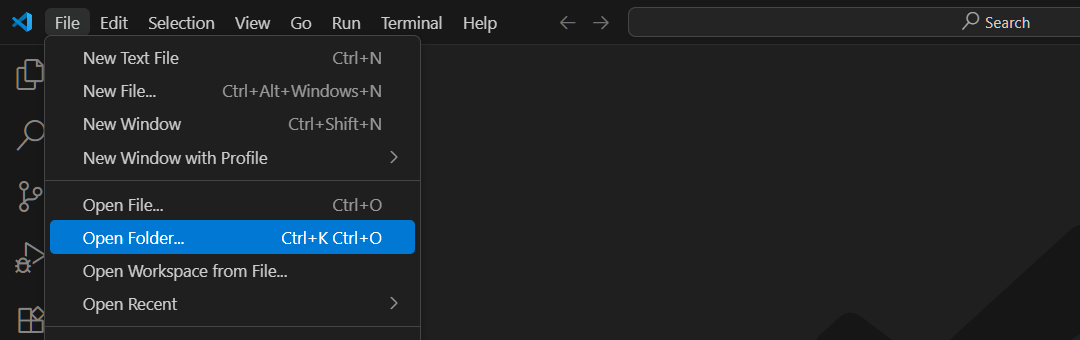 File Edit Selection View Go Run Terminal Help Search
New Text File Ctrl+N
New File... Ctrl+Alt+Windows+N
New Window Ctrl+Shift+N
New Window with Profile
Open File... Ctrl+O
Open Folder... Ctrl+K Ctrl+O
Open Workspace from File...
Open Recent